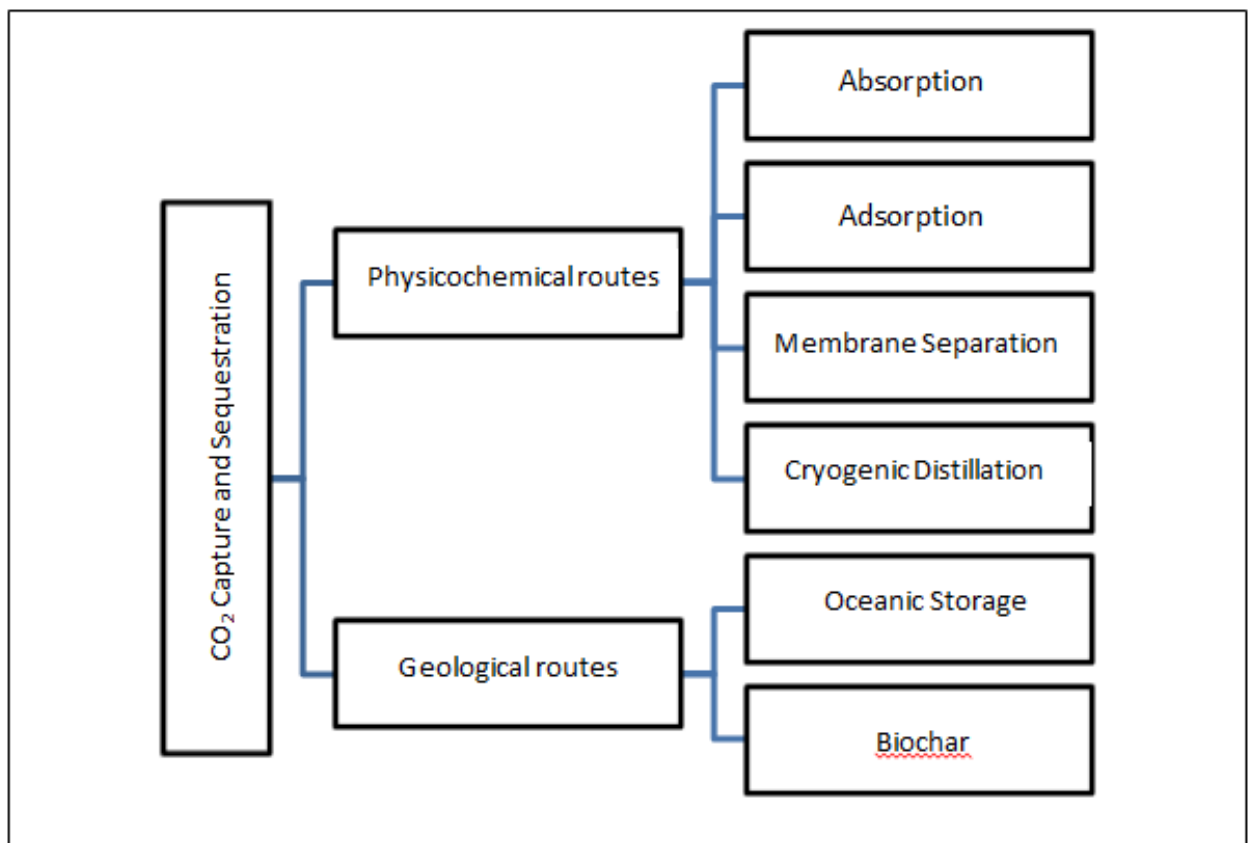 CO₂ Capture and Sequestration
Physicochemical routes
Absorption
Adsorption
Membrane Separation
Cryogenic Distillation
Geological routes
Oceanic Storage
Biochar